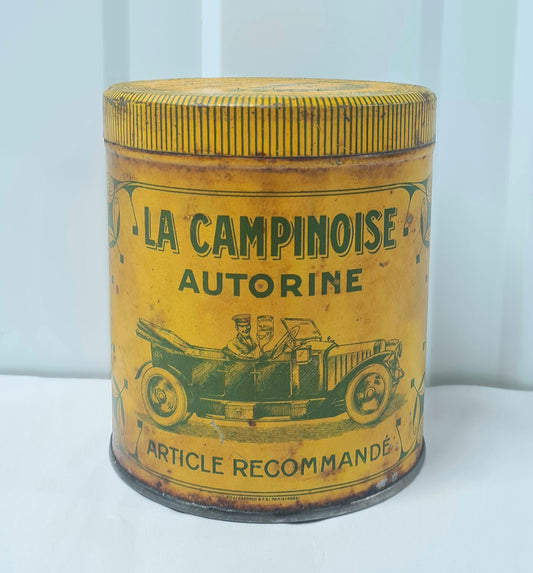 LA CAMPINOISE
AUTORINE
ARTICLE RECOMMANDÉ